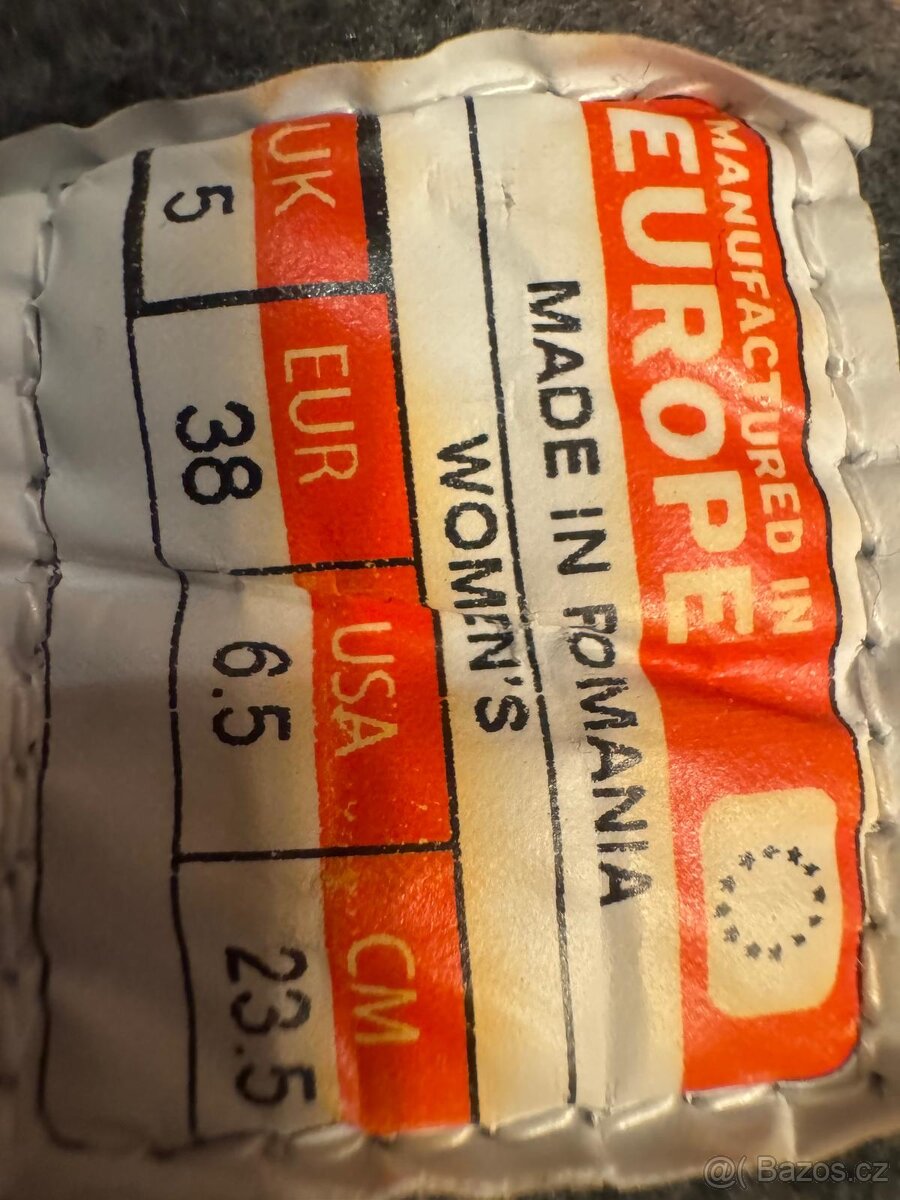 MANUFACTURED IN
EUROPE
MADE IN ROMANIA
WOMEN'S
UK EUR USA CM
5 38 6.5 23.5
@( Bazos.cz